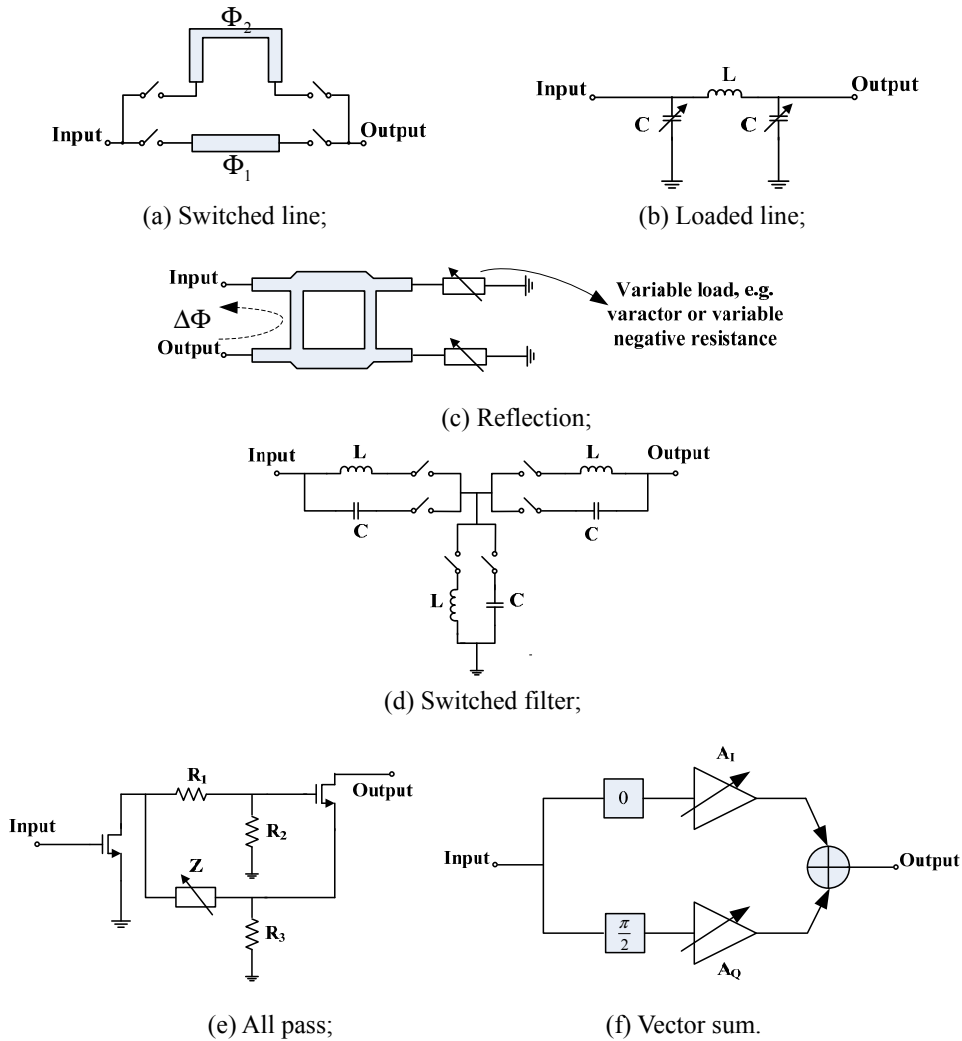 Φ2
Input
Output
Φ1
(a) Switched line;
L
Input
Output
C
C
(b) Loaded line;
Input
ΔΦ
Output
Variable load, e.g.
varactor or variable
negative resistance
(c) Reflection;
Input
L
L
Output
C
C
L
C
(d) Switched filter;
R1
Output
Input
R2
Z
R3
(e) All pass;
AI
0
Input
Output
π/2
AQ
(f) Vector sum.